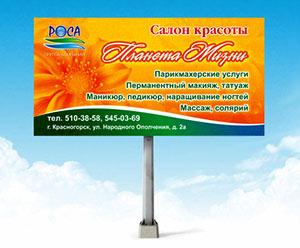 РОСА
Салон красоты
Планета Жизни
Парикмахерские услуги
Перманентный макияж, татуаж
Маникюр, педикюр, наращивание ногтей
Массаж, солярий
тел. 510-38-58, 545-03-69
г. Красногорск, ул. Народного Ополчения, д. 2а